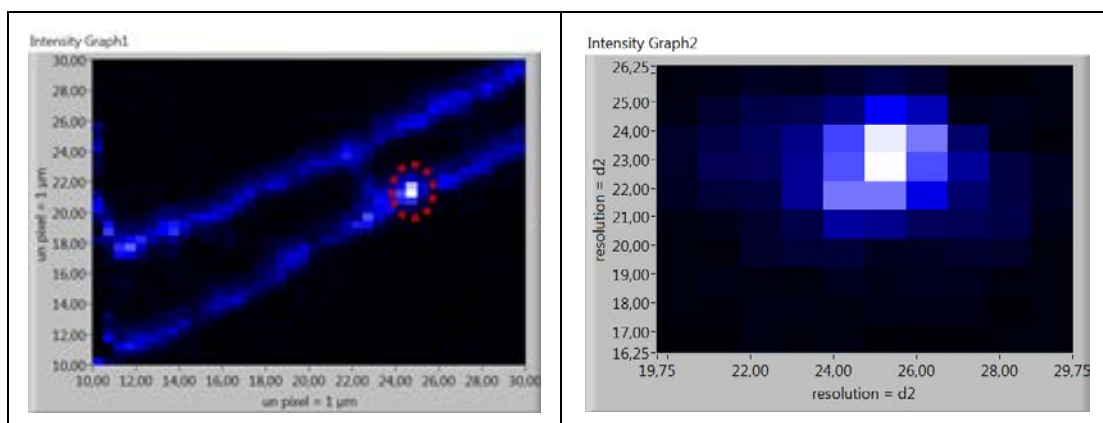 Intensity Graph1
30,00
28,00
26,00
24,00
22,00
20,00
18,00
16,00
14,00
12,00
10,00
un pixel = 1 µm
10,00 12,00 14,00 16,00 18,00 20,00 22,00 24,00 26,00 28,00 30,00
un pixel = 1 µm
Intensity Graph2
26,25
25,00
24,00
23,00
22,00
21,00
20,00
19,00
18,00
17,00
16,25
resolution = d2
19,75 22,00 24,00 26,00 28,00 29,75
resolution = d2